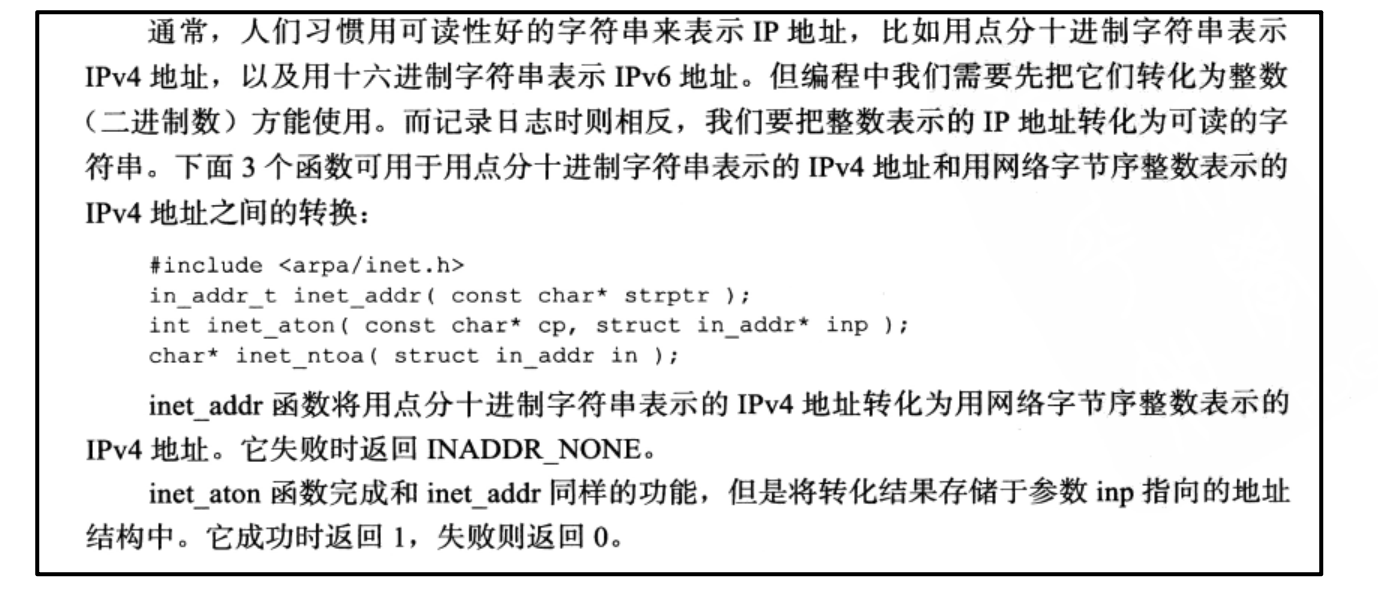 通常，人们习惯用可读性好的字符串来表示 IP 地址，比如用点分十进制字符串表示
IPv4 地址，以及用十六进制字符串表示 IPv6 地址。但编程中我们需要先把它们转化为整数
（二进制数）方能使用。而记录日志时则相反，我们要把整数表示的 IP 地址转化为可读的字
符串。下面 3 个函数可用于用点分十进制字符串表示的 IPv4 地址和用网络字节序整数表示的
IPv4 地址之间的转换：
#include <arpa/inet.h>
in_addr_t inet_addr( const char* strptr );
int inet_aton( const char* cp, struct in_addr* inp );
char* inet_ntoa( struct in_addr in );
inet_addr 函数将用点分十进制字符串表示的 IPv4 地址转化为用网络字节序整数表示的
IPv4 地址。它失败时返回 INADDR_NONE。
inet_aton 函数完成和 inet_addr 同样的功能，但是将转化结果存储于参数 inp 指向的地址
结构中。它成功时返回 1，失败则返回 0。